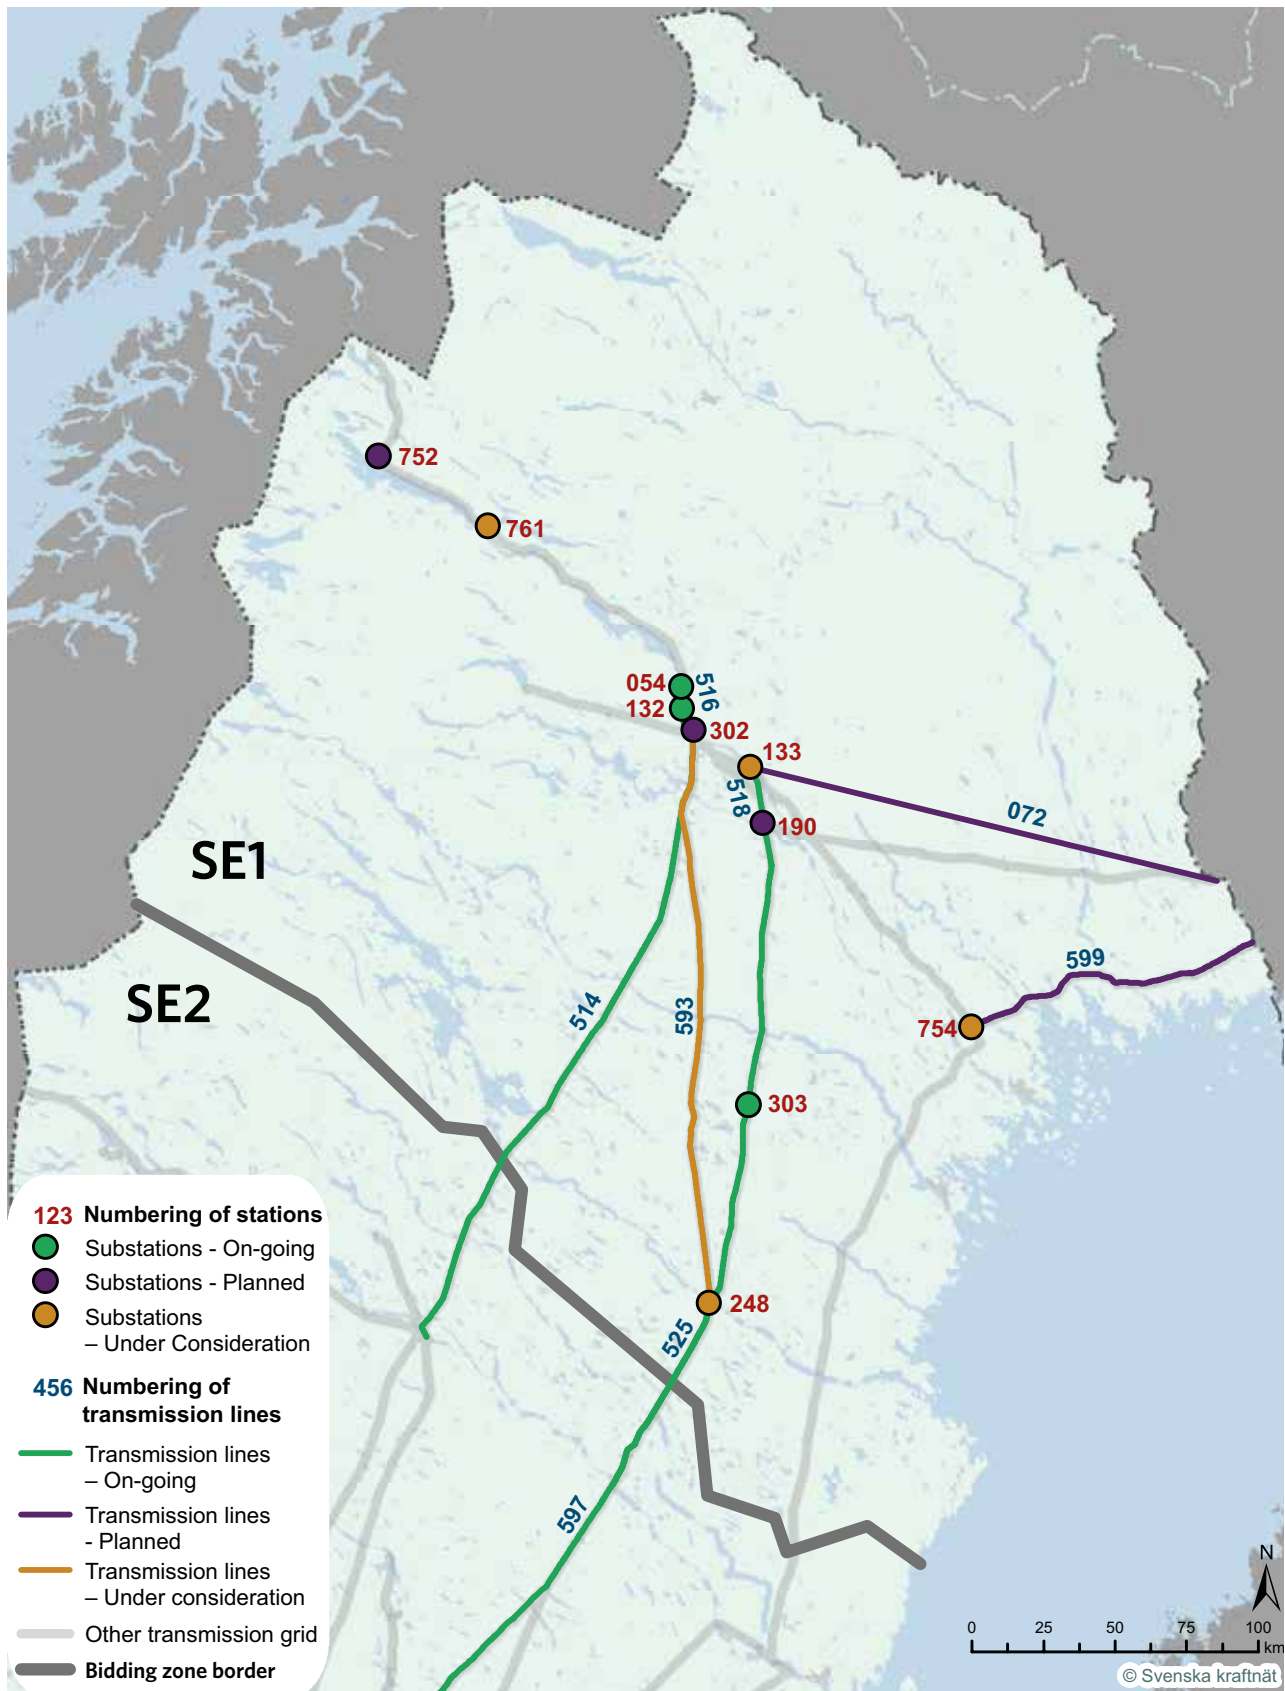 752
761
054
516
132
302
133
518
190
072
SE1
599
514
593
SE2
754
303
248
525
597
123 Numbering of stations
Substations - On-going
Substations - Planned
Substations
– Under Consideration
456 Numbering of
transmission lines
Transmission lines
– On-going
Transmission lines
- Planned
Transmission lines
– Under consideration
Other transmission grid
Bidding zone border
N
0 25 50 75 100
km
© Svenska kraftnät